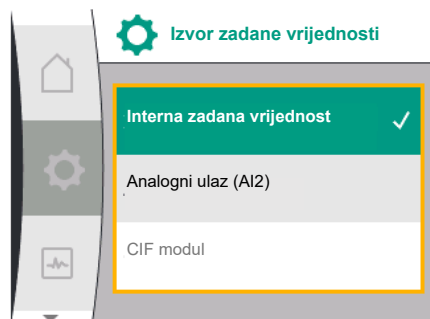 Izvor zadane vrijednosti
Interna zadana vrijednost
Analogni ulaz (AI2)
CIF modul